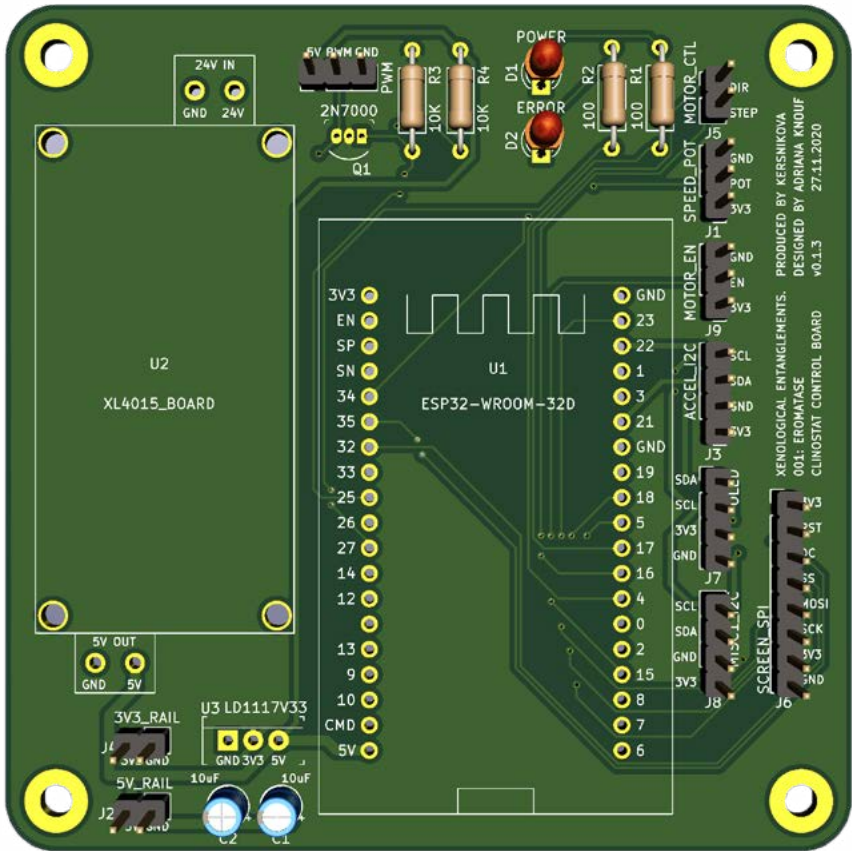 24V IN
GND 24V
5V PWM GND
PWM
2N7000
Q1
R3
10K
R4
10K
POWER
D1
ERROR
D2
R2
100
R1
100
MOTOR_CTL
DIR
STEP
J5
SPEED_POT
GND
POT
3V3
J1
MOTOR_EN
GND
EN
3V3
J9
ACCEL_I2C
SCL
SDA
GND
3V3
J3
SDA
SCL
3V3
GND
J7
SCL
SDA
GND
3V3
MISC1_I2C
J8
SCREEN_SPI
3V3
SS
MOSI
SCK
3V3
GND
J6
XENOLOGICAL ENTANGLEMENTS.
001: EROMATASE
CLINOSTAT CONTROL BOARD
PRODUCED BY KERSNIKOVA
DESIGNED BY ADRIANA KNOUF
v0.1.3 27.11.2020
U2
XL4015_BOARD
U1
ESP32-WROOM-32D
3V3
EN
SP
SN
34
35
32
33
25
26
27
14
12
13
9
10
CMD
5V
GND
23
22
1
3
21
GND
19
18
5
17
16
4
0
2
15
8
7
6
5V OUT
GND 5V
U3 LD1117V33
GND 3V3 5V
3V3_RAIL
J4
3V3 GND
5V_RAIL
J2
5V GND
10uF
10uF
C2
C1